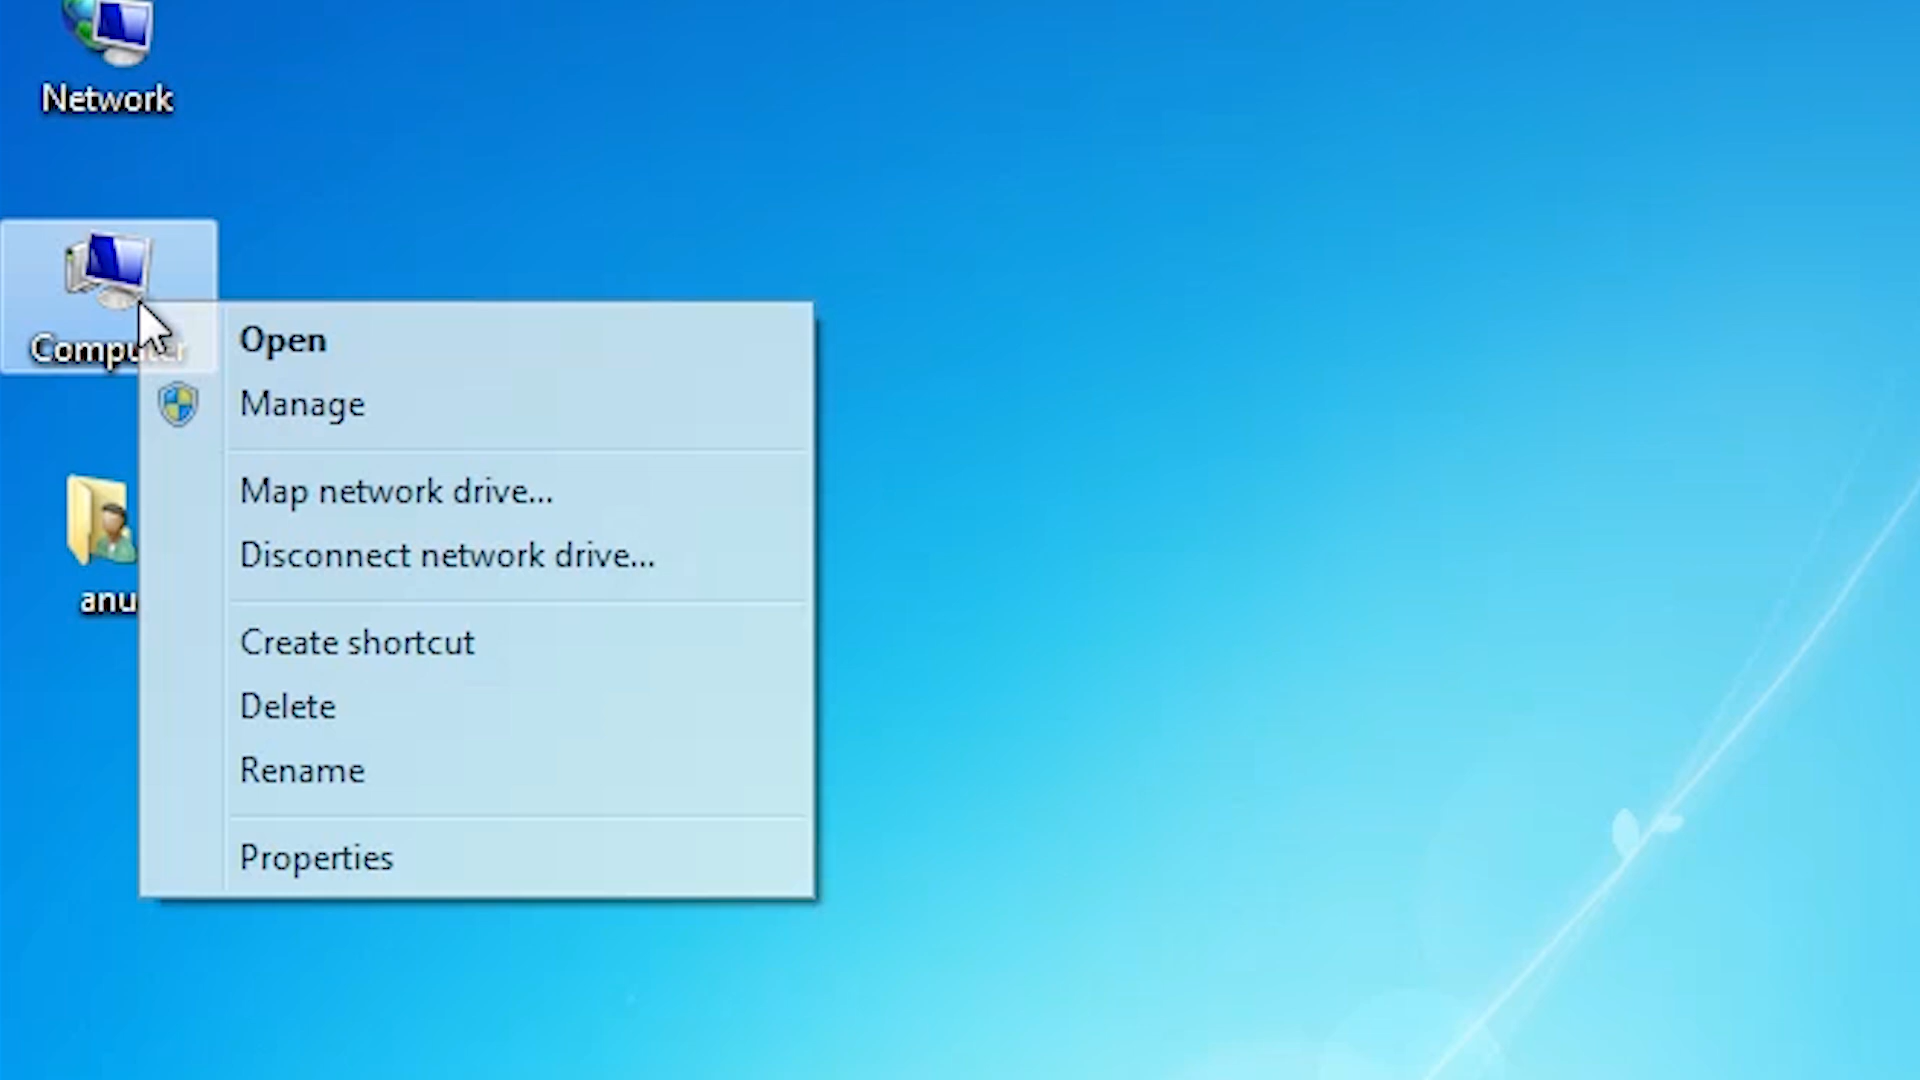 Network
Computer
Open
Manage
Map network drive...
Disconnect network drive...
anu
Create shortcut
Delete
Rename
Properties